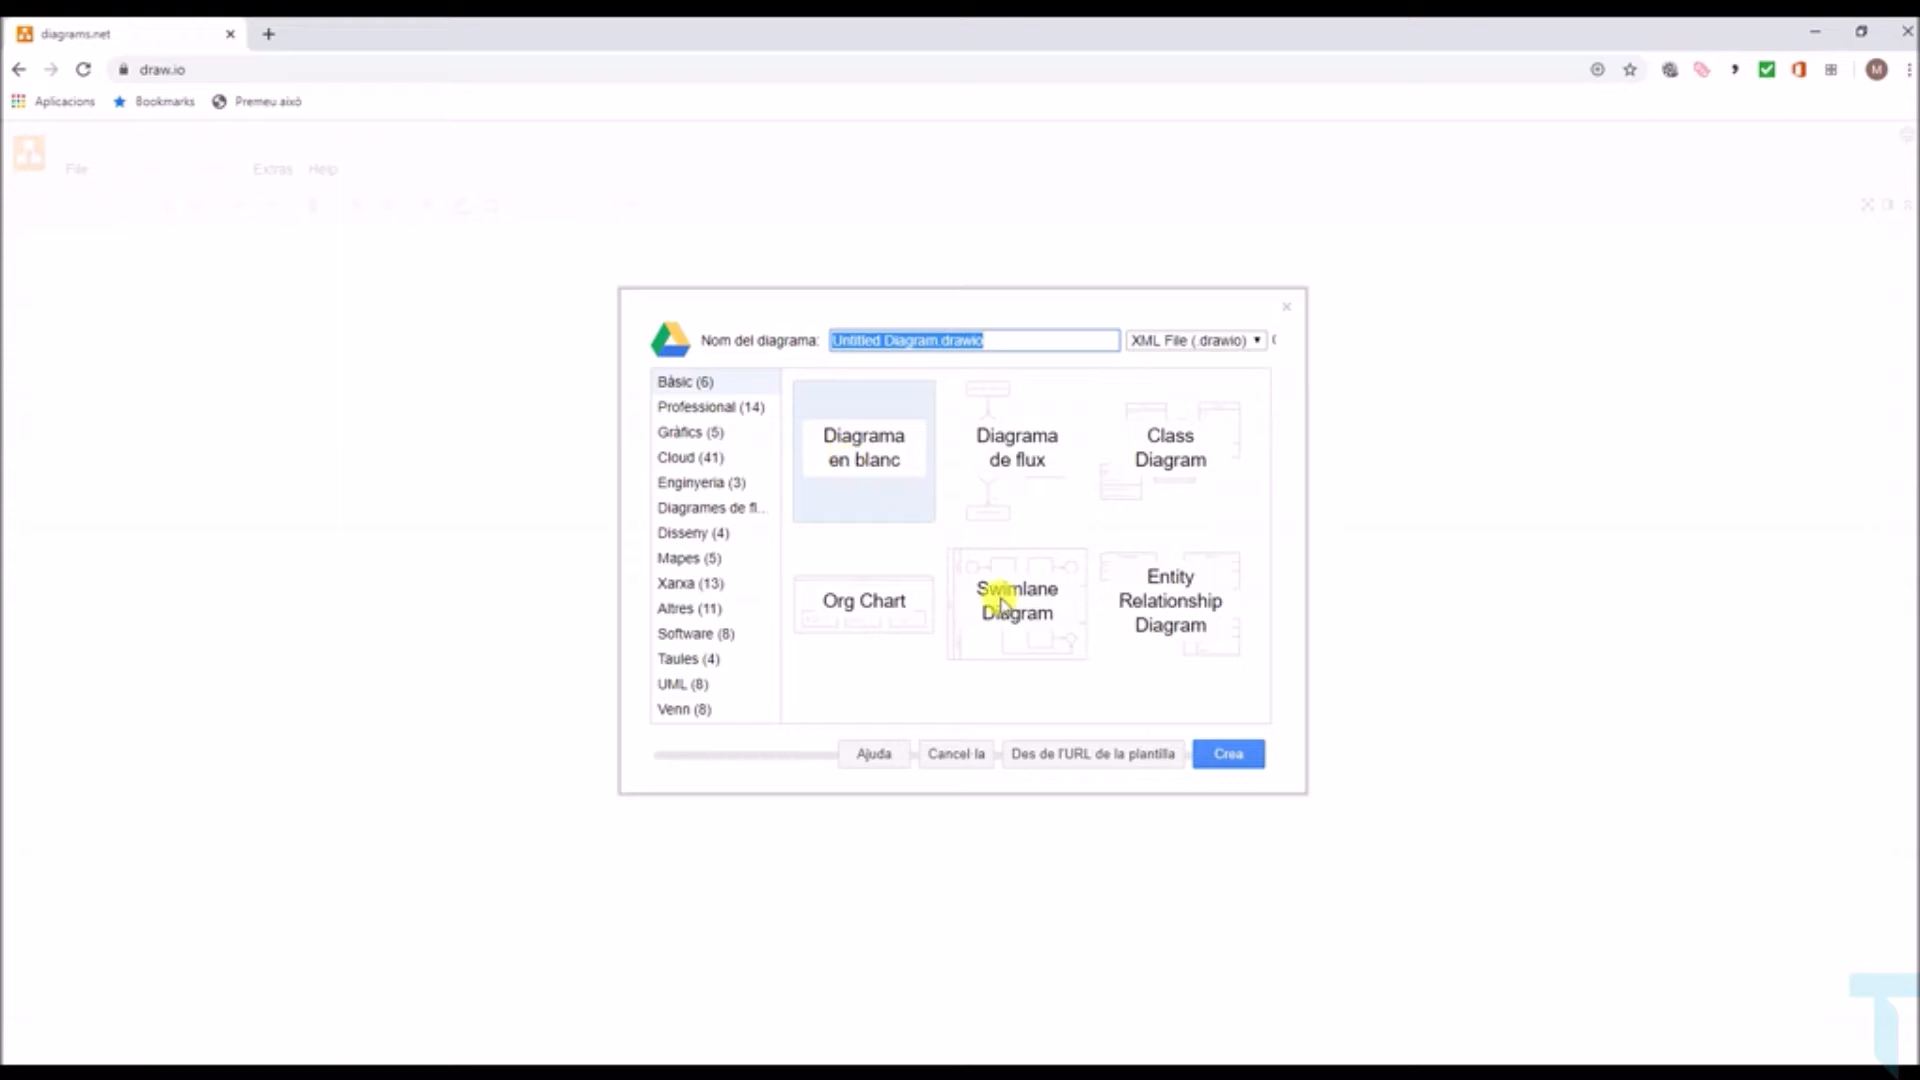 diagrams.net
draw.io
M
Aplicacions
Bookmarks
Premeu això
File
Extras
Help
Nom del diagrama:
Untitled Diagram.drawio
XML File (.drawio)
Bàsic (6)
Professional (14)
Gràfics (5)
Cloud (41)
Enginyeria (3)
Diagrames de fl...
Disseny (4)
Mapes (5)
Xarxa (13)
Altres (11)
Software (8)
Taules (4)
UML (8)
Venn (8)
Diagrama
en blanc
Diagrama
de flux
Class
Diagram
Org Chart
Swimlane
Diagram
Entity
Relationship
Diagram
Ajuda
Cancel·la
Des de l'URL de la plantilla
Crea